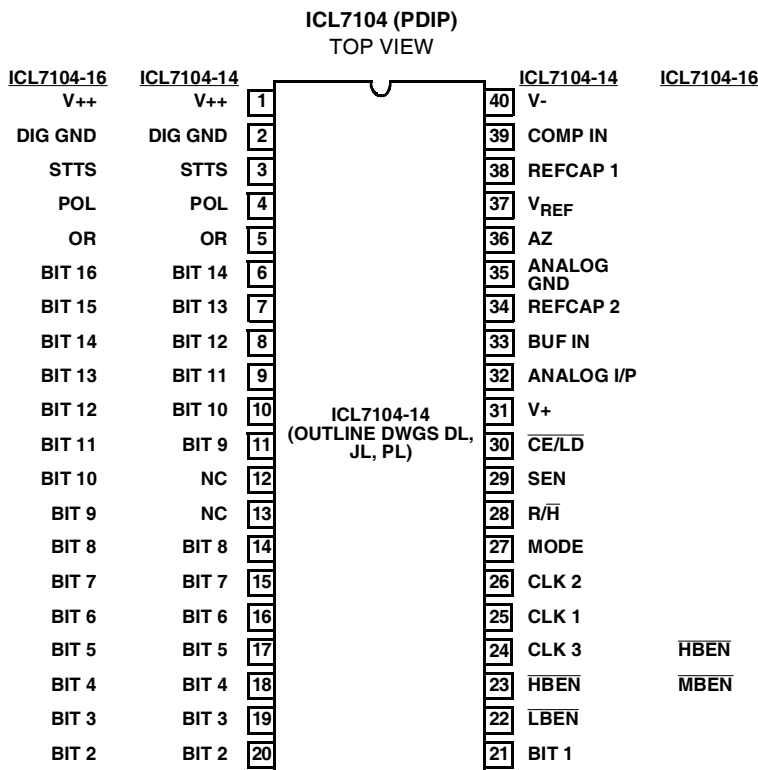 ICL7104 (PDIP)
TOP VIEW
ICL7104-16 ICL7104-14 ICL7104-14 ICL7104-16
V++ V++ 1 40 V-
DIG GND DIG GND 2 39 COMP IN
STTS STTS 3 38 REFCAP 1
POL POL 4 37 VREF
OR OR 5 36 AZ
BIT 16 BIT 14 6 35 ANALOG
GND
BIT 15 BIT 13 7 34 REFCAP 2
BIT 14 BIT 12 8 33 BUF IN
BIT 13 BIT 11 9 32 ANALOG I/P
BIT 12 BIT 10 10 31 V+
ICL7104-14
(OUTLINE DWGS DL,
JL, PL)
BIT 11 BIT 9 11 30 C̅E̅/̅L̅D̅
BIT 10 NC 12 29 SEN
BIT 9 NC 13 28 R/H̅
BIT 8 BIT 8 14 27 MODE
BIT 7 BIT 7 15 26 CLK 2
BIT 6 BIT 6 16 25 CLK 1
BIT 5 BIT 5 17 24 CLK 3 H̅B̅E̅N̅
BIT 4 BIT 4 18 23 H̅B̅E̅N̅ M̅B̅E̅N̅
BIT 3 BIT 3 19 22 L̅B̅E̅N̅
BIT 2 BIT 2 20 21 BIT 1